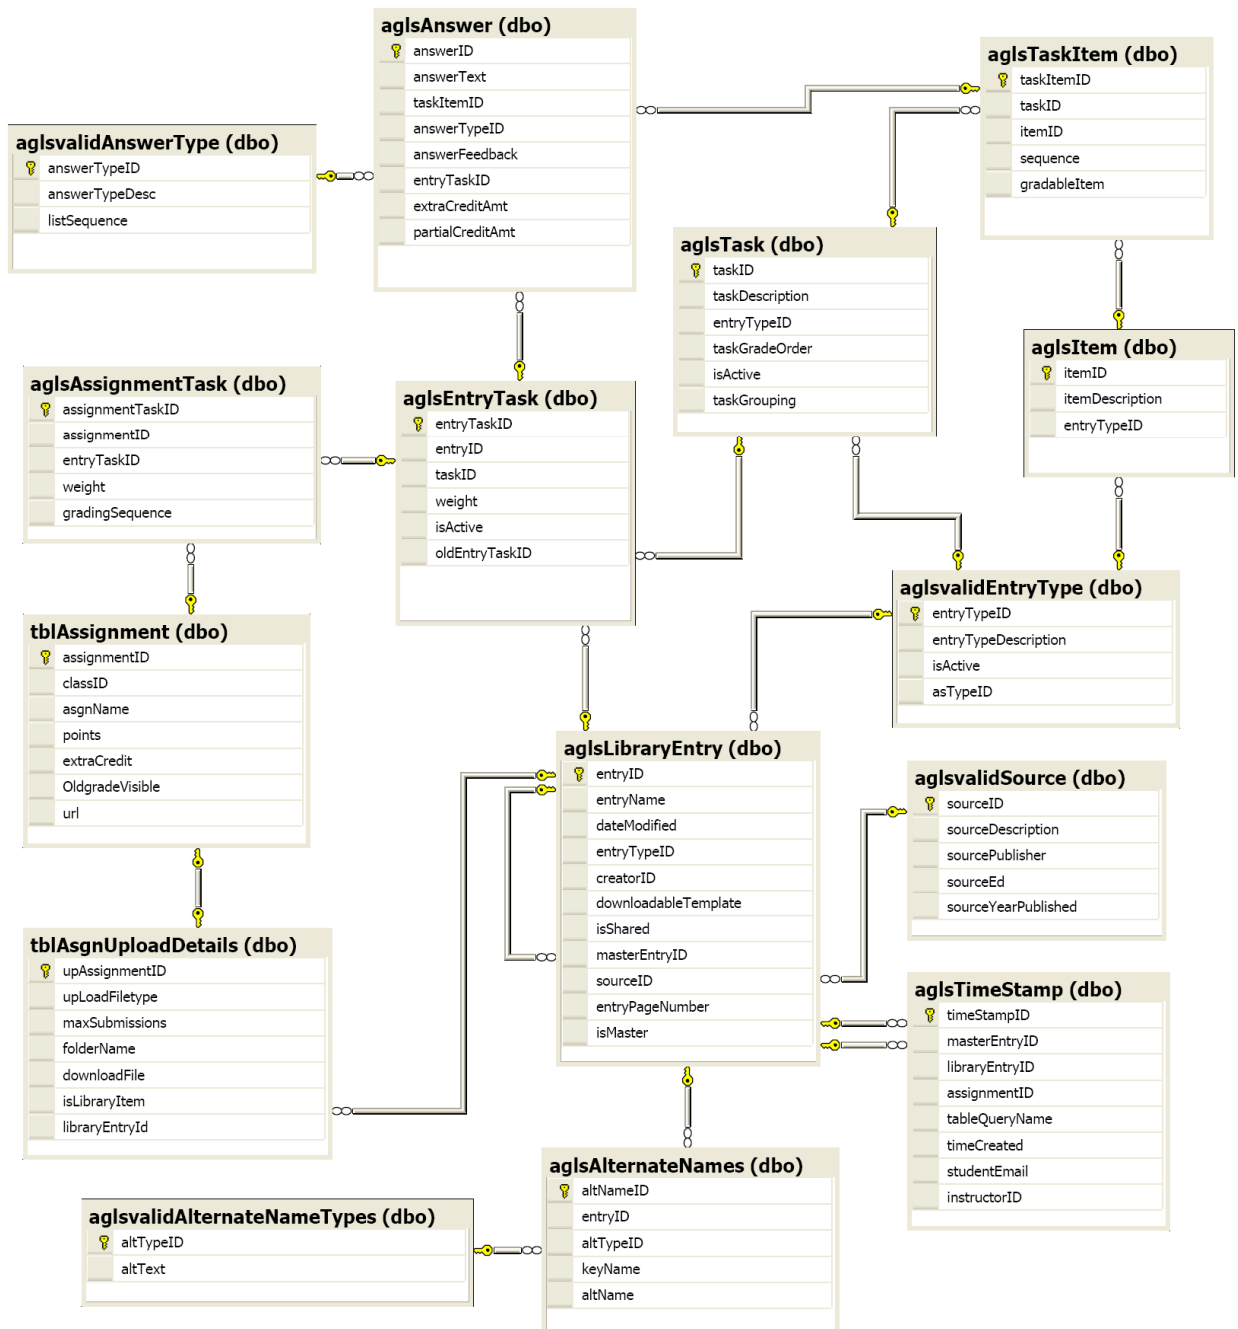 aglsAnswer (dbo)
answerID
answerText
taskItemID
answerTypeID
answerFeedback
entryTaskID
extraCreditAmt
partialCreditAmt
aglsTaskItem (dbo)
taskItemID
taskID
itemID
sequence
gradableItem
aglsvalidAnswerType (dbo)
answerTypeID
answerTypeDesc
listSequence
aglsTask (dbo)
taskID
taskDescription
entryTypeID
taskGradeOrder
isActive
taskGrouping
aglsItem (dbo)
itemID
itemDescription
entryTypeID
aglsAssignmentTask (dbo)
assignmentTaskID
assignmentID
entryTaskID
weight
gradingSequence
aglsEntryTask (dbo)
entryTaskID
entryID
taskID
weight
isActive
oldEntryTaskID
aglsvalidEntryType (dbo)
entryTypeID
entryTypeDescription
isActive
asTypeID
tblAssignment (dbo)
assignmentID
classID
asgnName
points
extraCredit
OldgradeVisible
url
aglsLibraryEntry (dbo)
entryID
entryName
dateModified
entryTypeID
creatorID
downloadableTemplate
isShared
masterEntryID
sourceID
entryPageNumber
isMaster
aglsvalidSource (dbo)
sourceID
sourceDescription
sourcePublisher
sourceEd
sourceYearPublished
tblAsgnUploadDetails (dbo)
upAssignmentID
upLoadFiletype
maxSubmissions
folderName
downloadFile
isLibraryItem
libraryEntryId
aglsTimeStamp (dbo)
timeStampID
masterEntryID
libraryEntryID
assignmentID
tableQueryName
timeCreated
studentEmail
instructorID
aglsAlternateNames (dbo)
altNameID
entryID
altTypeID
keyName
altName
aglsvalidAlternateNameTypes (dbo)
altTypeID
altText